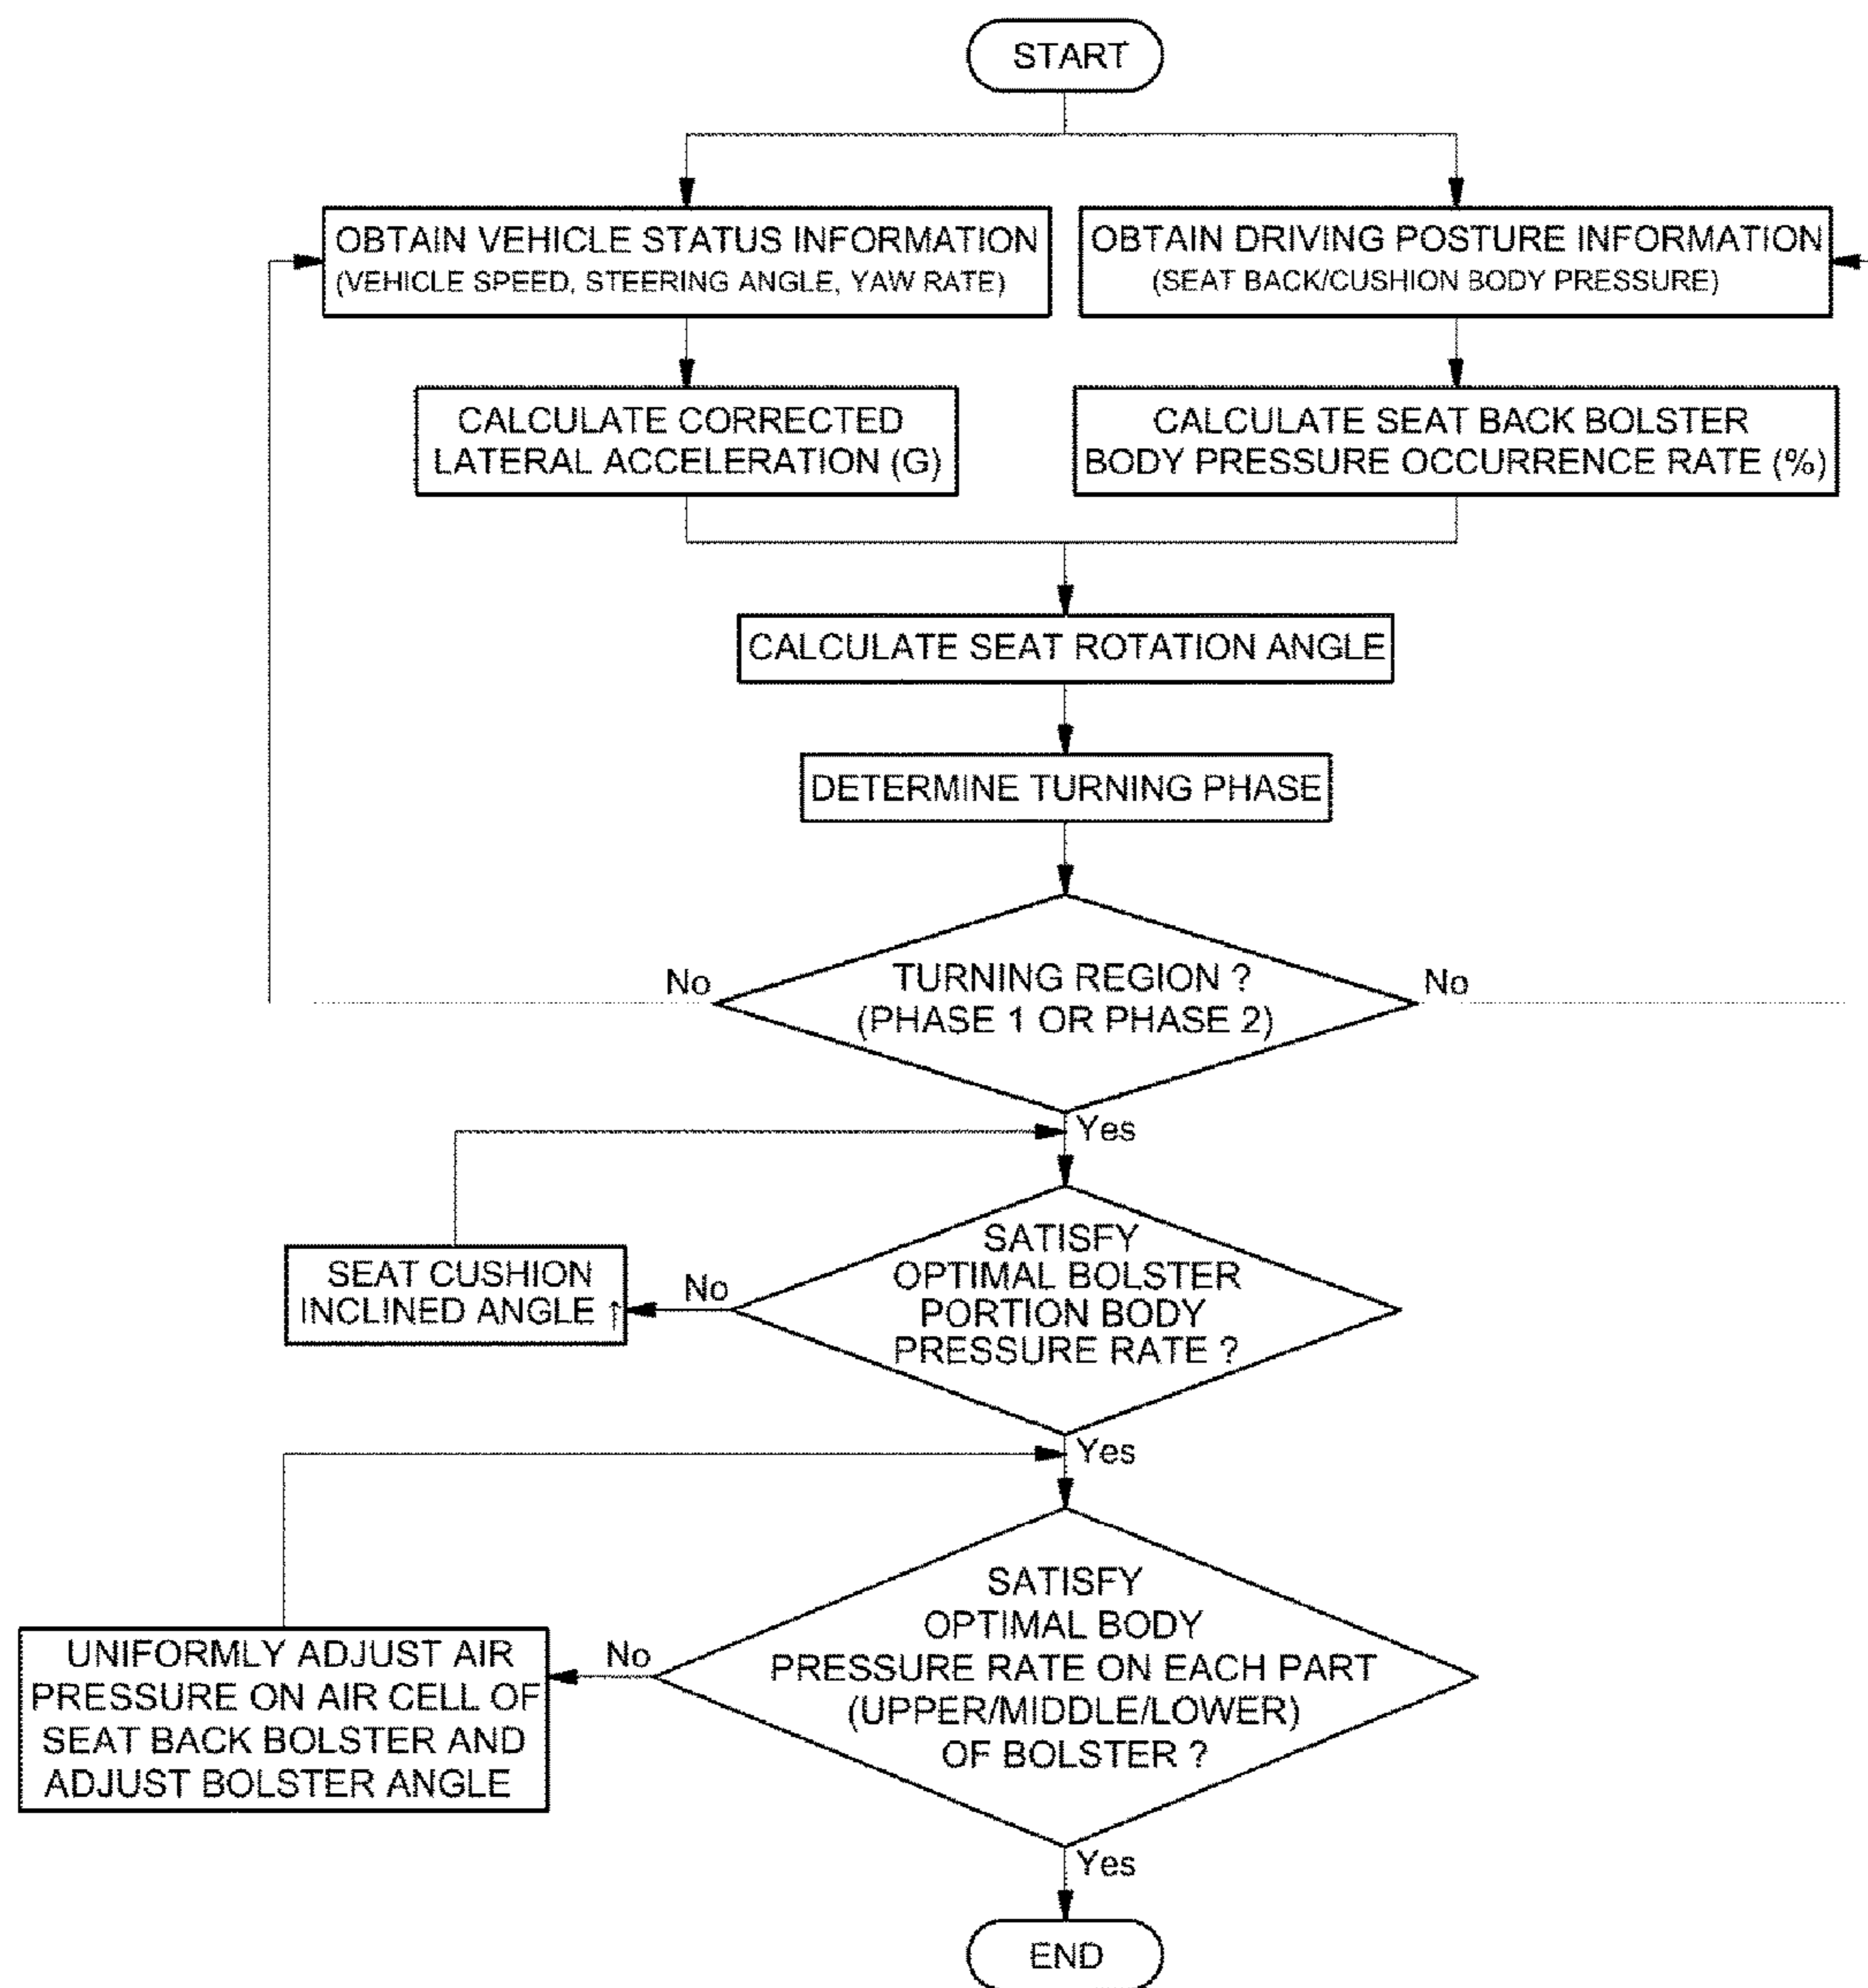 START
OBTAIN VEHICLE STATUS INFORMATION
(VEHICLE SPEED, STEERING ANGLE, YAW RATE)
OBTAIN DRIVING POSTURE INFORMATION
(SEAT BACK/CUSHION BODY PRESSURE)
CALCULATE CORRECTED
LATERAL ACCELERATION (G)
CALCULATE SEAT BACK BOLSTER
BODY PRESSURE OCCURRENCE RATE (%)
CALCULATE SEAT ROTATION ANGLE
DETERMINE TURNING PHASE
No
TURNING REGION ?
(PHASE 1 OR PHASE 2)
No
Yes
SEAT CUSHION
INCLINED ANGLE ↑
No
SATISFY
OPTIMAL BOLSTER
PORTION BODY
PRESSURE RATE ?
Yes
UNIFORMLY ADJUST AIR
PRESSURE ON AIR CELL OF
SEAT BACK BOLSTER AND
ADJUST BOLSTER ANGLE
No
SATISFY
OPTIMAL BODY
PRESSURE RATE ON EACH PART
(UPPER/MIDDLE/LOWER)
OF BOLSTER ?
Yes
END